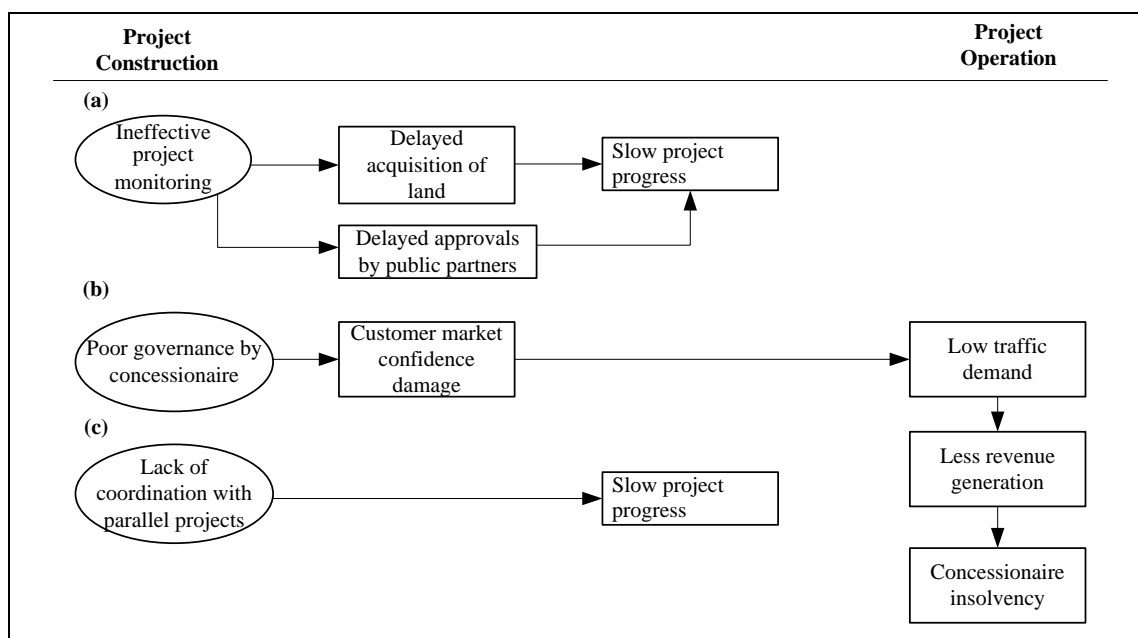 Project
Construction
Project
Operation
(a)
Ineffective
project
monitoring
Delayed
acquisition of
land
Slow project
progress
Delayed approvals
by public partners
(b)
Poor governance by
concessionaire
Customer market
confidence
damage
Low traffic
demand
(c)
Lack of
coordination with
parallel projects
Slow project
progress
Less revenue
generation
Concessionaire
insolvency